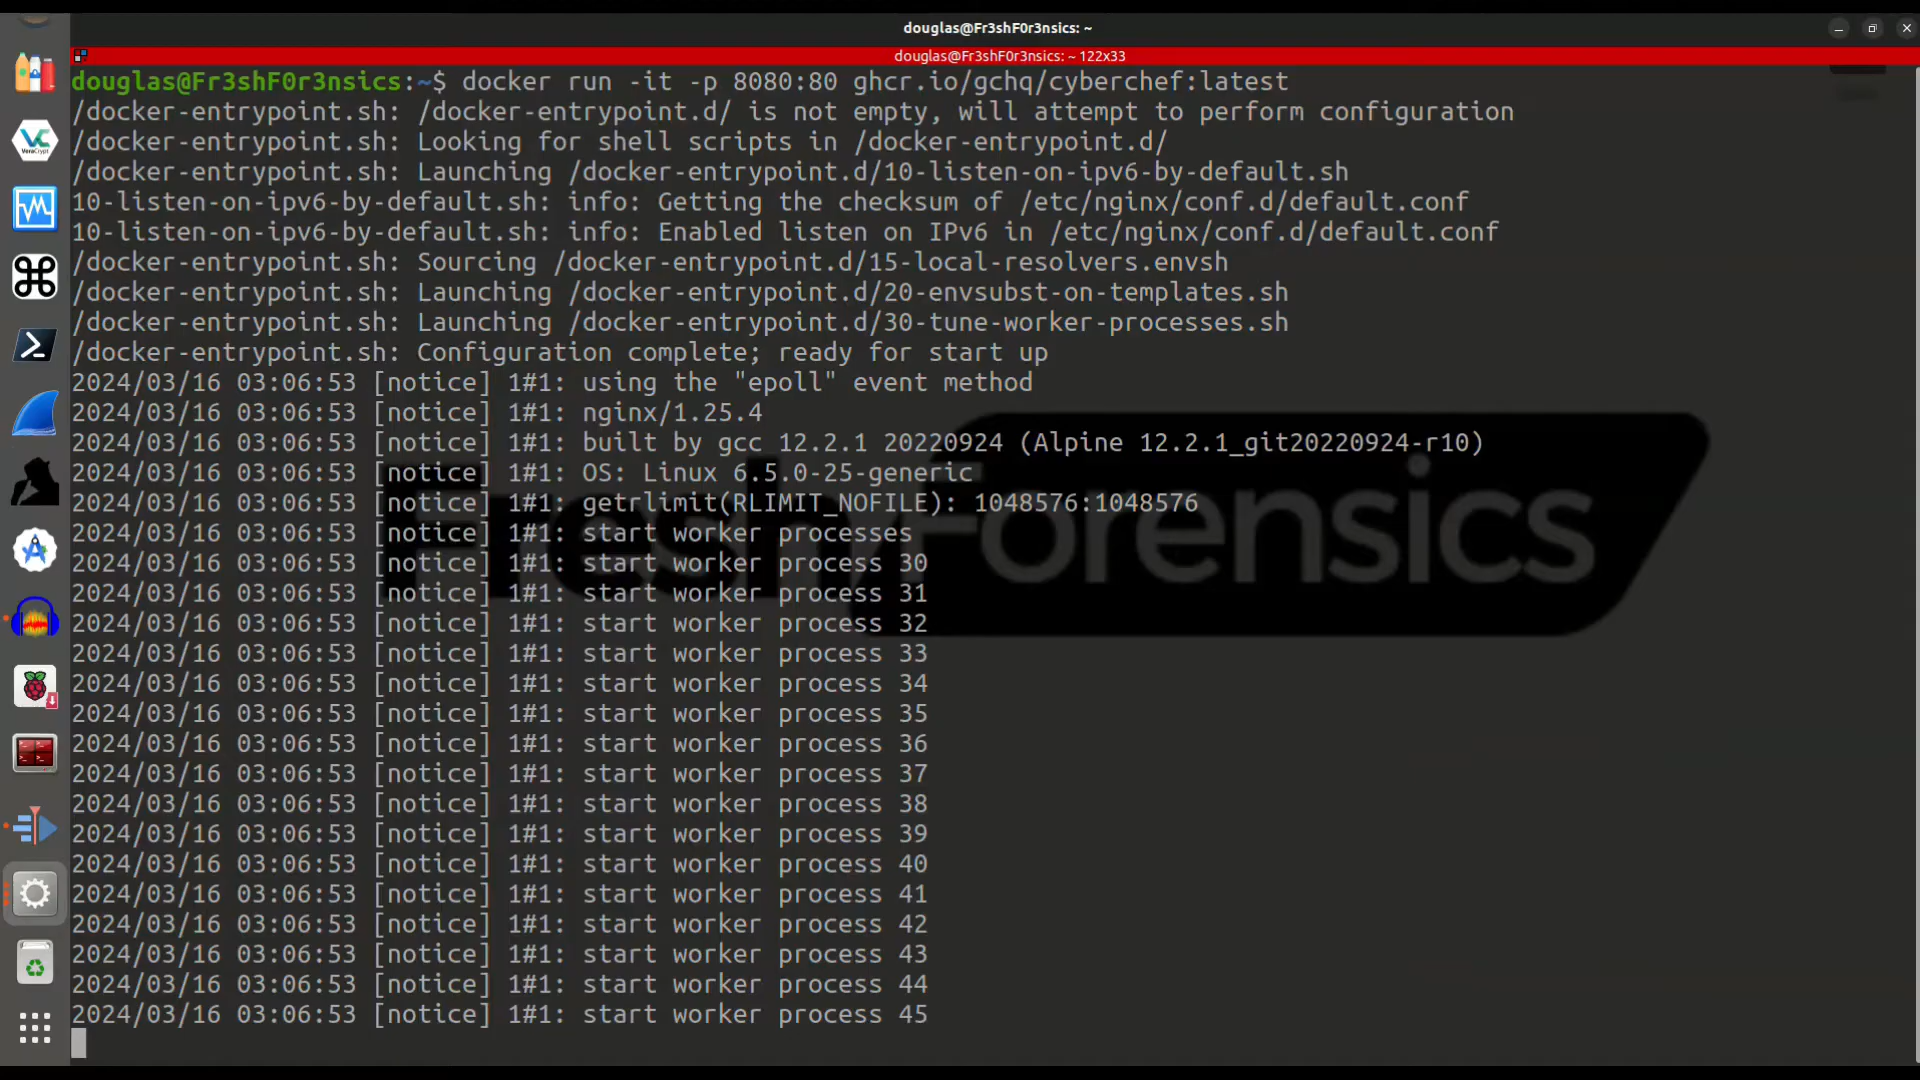 douglas@Fr3shF0r3nsics: ~
douglas@Fr3shF0r3nsics: ~ 122x33
douglas@Fr3shF0r3nsics:~$ docker run -it -p 8080:80 ghcr.io/gchq/cyberchef:latest
/docker-entrypoint.sh: /docker-entrypoint.d/ is not empty, will attempt to perform configuration
/docker-entrypoint.sh: Looking for shell scripts in /docker-entrypoint.d/
/docker-entrypoint.sh: Launching /docker-entrypoint.d/10-listen-on-ipv6-by-default.sh
10-listen-on-ipv6-by-default.sh: info: Getting the checksum of /etc/nginx/conf.d/default.conf
10-listen-on-ipv6-by-default.sh: info: Enabled listen on IPv6 in /etc/nginx/conf.d/default.conf
/docker-entrypoint.sh: Sourcing /docker-entrypoint.d/15-local-resolvers.envsh
/docker-entrypoint.sh: Launching /docker-entrypoint.d/20-envsubst-on-templates.sh
/docker-entrypoint.sh: Launching /docker-entrypoint.d/30-tune-worker-processes.sh
/docker-entrypoint.sh: Configuration complete; ready for start up
2024/03/16 03:06:53 [notice] 1#1: using the "epoll" event method
2024/03/16 03:06:53 [notice] 1#1: nginx/1.25.4
2024/03/16 03:06:53 [notice] 1#1: built by gcc 12.2.1 20220924 (Alpine 12.2.1_git20220924-r10)
2024/03/16 03:06:53 [notice] 1#1: OS: Linux 6.5.0-25-generic
2024/03/16 03:06:53 [notice] 1#1: getrlimit(RLIMIT_NOFILE): 1048576:1048576
2024/03/16 03:06:53 [notice] 1#1: start worker processes
2024/03/16 03:06:53 [notice] 1#1: start worker process 30
2024/03/16 03:06:53 [notice] 1#1: start worker process 31
2024/03/16 03:06:53 [notice] 1#1: start worker process 32
2024/03/16 03:06:53 [notice] 1#1: start worker process 33
2024/03/16 03:06:53 [notice] 1#1: start worker process 34
2024/03/16 03:06:53 [notice] 1#1: start worker process 35
2024/03/16 03:06:53 [notice] 1#1: start worker process 36
2024/03/16 03:06:53 [notice] 1#1: start worker process 37
2024/03/16 03:06:53 [notice] 1#1: start worker process 38
2024/03/16 03:06:53 [notice] 1#1: start worker process 39
2024/03/16 03:06:53 [notice] 1#1: start worker process 40
2024/03/16 03:06:53 [notice] 1#1: start worker process 41
2024/03/16 03:06:53 [notice] 1#1: start worker process 42
2024/03/16 03:06:53 [notice] 1#1: start worker process 43
2024/03/16 03:06:53 [notice] 1#1: start worker process 44
2024/03/16 03:06:53 [notice] 1#1: start worker process 45
Fresh Forensics
VC
VeraCrypt